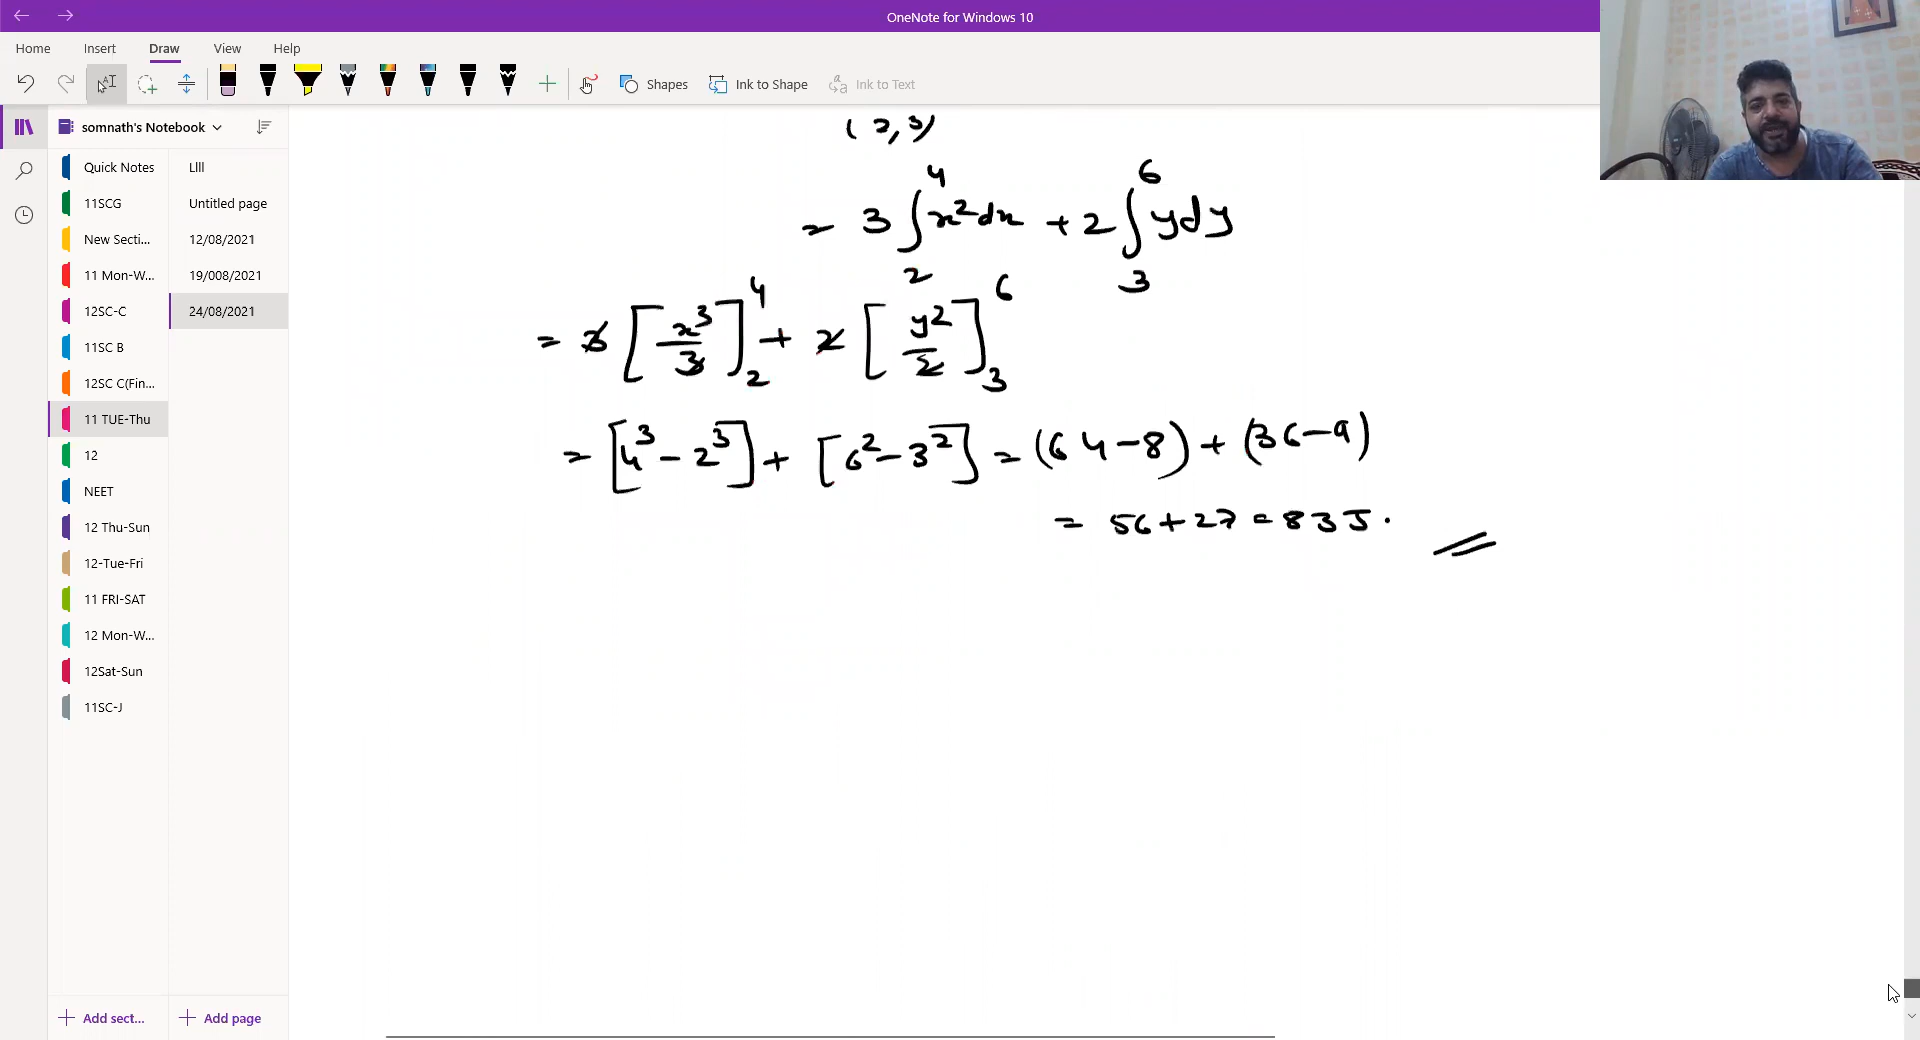 OneNote for Windows 10
Home Insert Draw View Help
Shapes Ink to Shape Ink to Text
somnath's Notebook
Quick Notes
11SCG
New Secti...
11 Mon-W...
12SC-C
11SC B
12SC C(Fin...
11 TUE-Thu
12
NEET
12 Thu-Sun
12-Tue-Fri
11 FRI-SAT
12 Mon-W...
12Sat-Sun
11SC-J
Add sect...
Llll
Untitled page
12/08/2021
19/008/2021
24/08/2021
Add page
(2,3)
= 3 ∫₂⁴ x² dx + 2 ∫₃⁶ y dy
= 3 [x³/3]₂⁴ + 2 [y²/2]₃⁶
= [4³ - 2³] + [6² - 3²] = (64 - 8) + (36 - 9)
= 56 + 27 = 83 J.